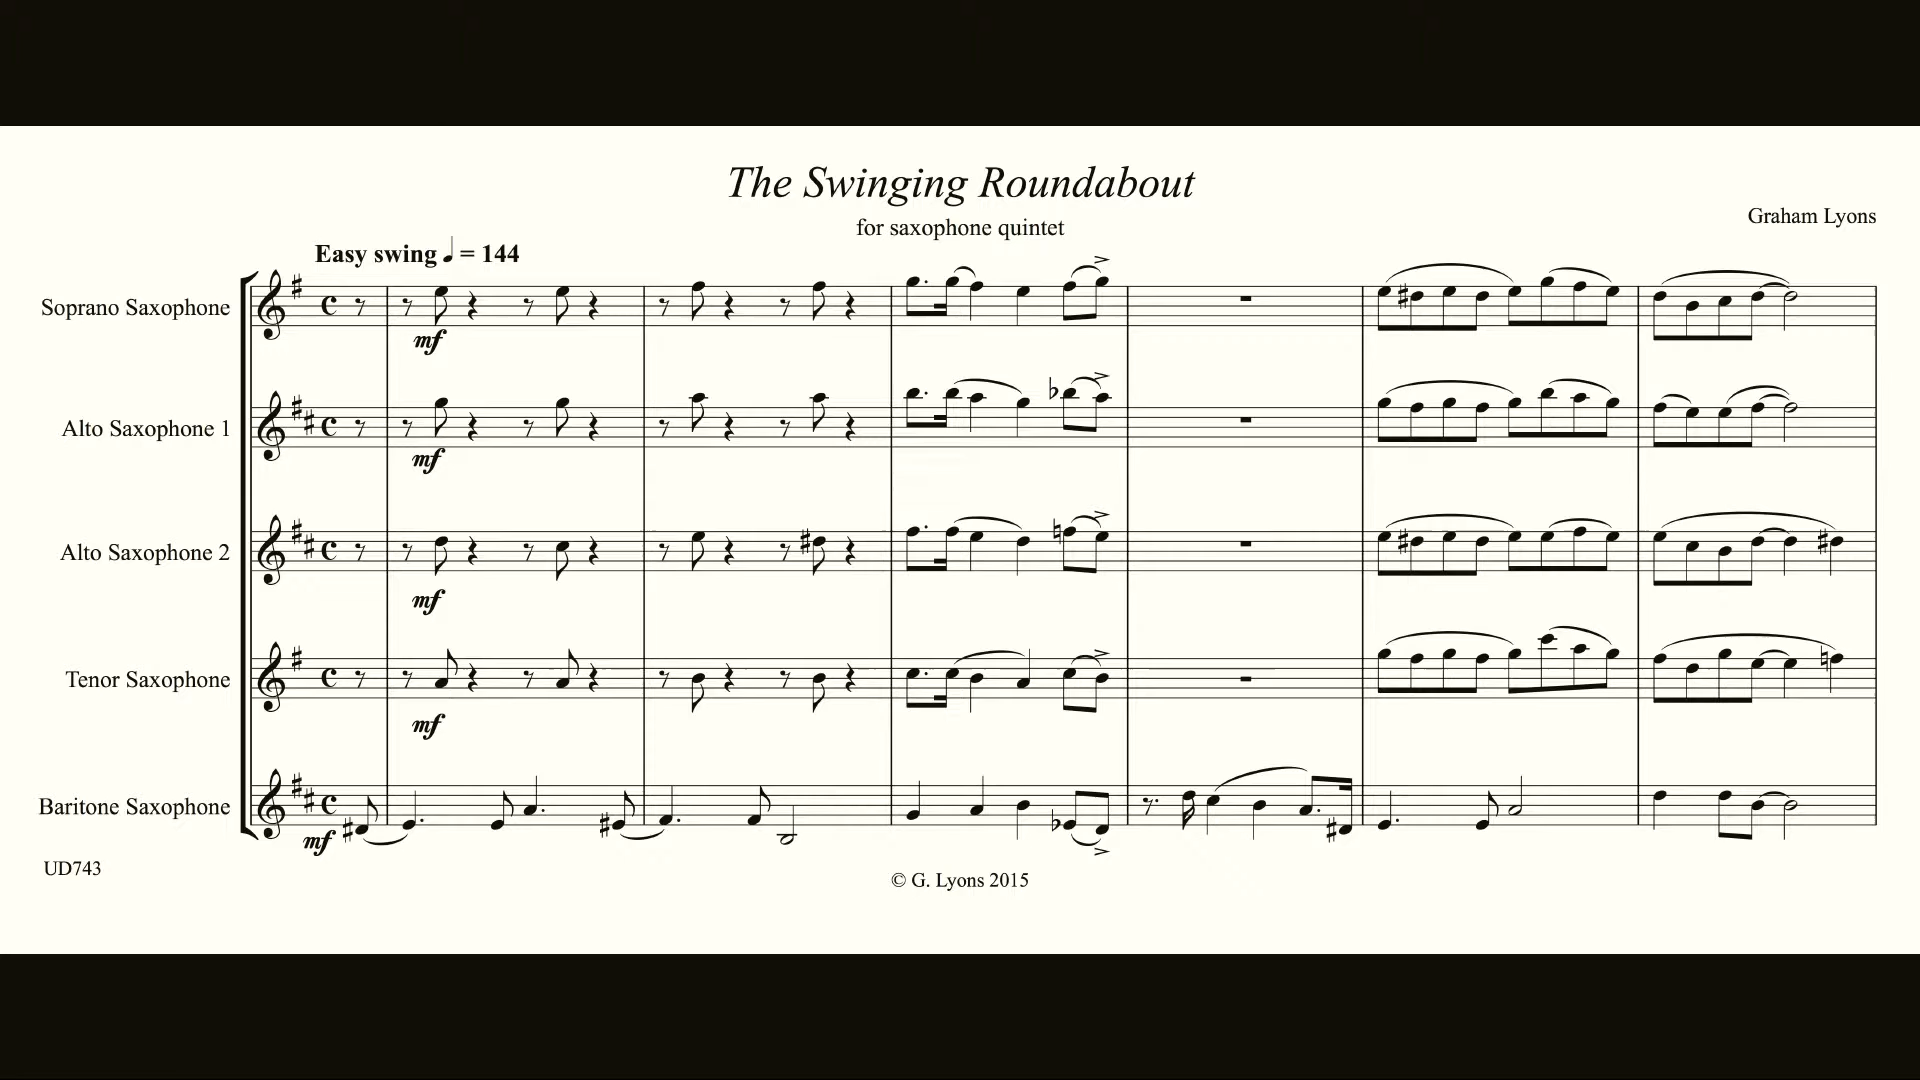 The Swinging Roundabout
for saxophone quintet
Graham Lyons
Easy swing ♩ = 144
Soprano Saxophone
mf
Alto Saxophone 1
mf
Alto Saxophone 2
mf
Tenor Saxophone
mf
Baritone Saxophone
mf
UD743
© G. Lyons 2015